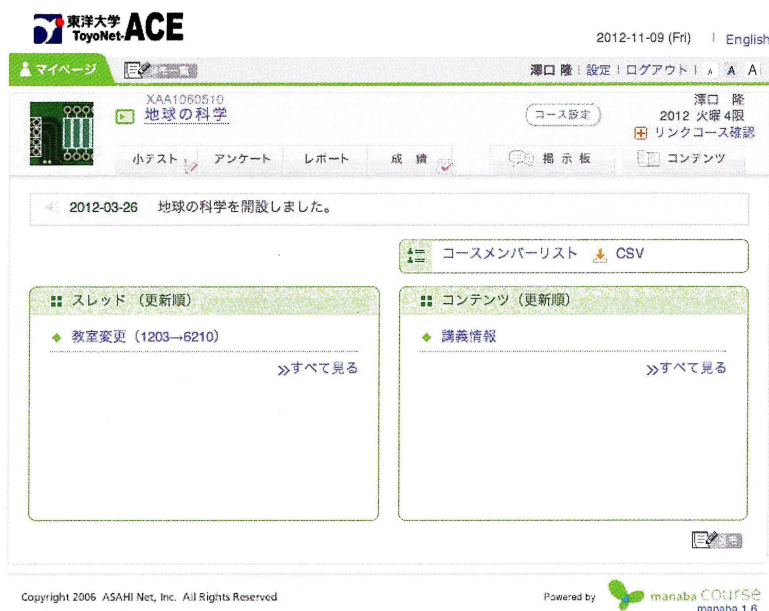 東洋大学
ToyoNet-ACE
2012-11-09 (Fri) English
マイページ
澤口 隆 設定 ログアウト A A A
XAA1060510
地球の科学
コース設定
澤口 隆
2012 火曜4限
リンクコース確認
小テスト アンケート レポート 成績 掲示板 コンテンツ
2012-03-26 地球の科学を開設しました。
コースメンバーリスト CSV
スレッド（更新順）
教室変更（1203→6210）
≫すべて見る
コンテンツ（更新順）
講義情報
≫すべて見る
Copyright 2006 ASAHI Net, Inc. All Rights Reserved
Powered by manaba course
manaba 1.6